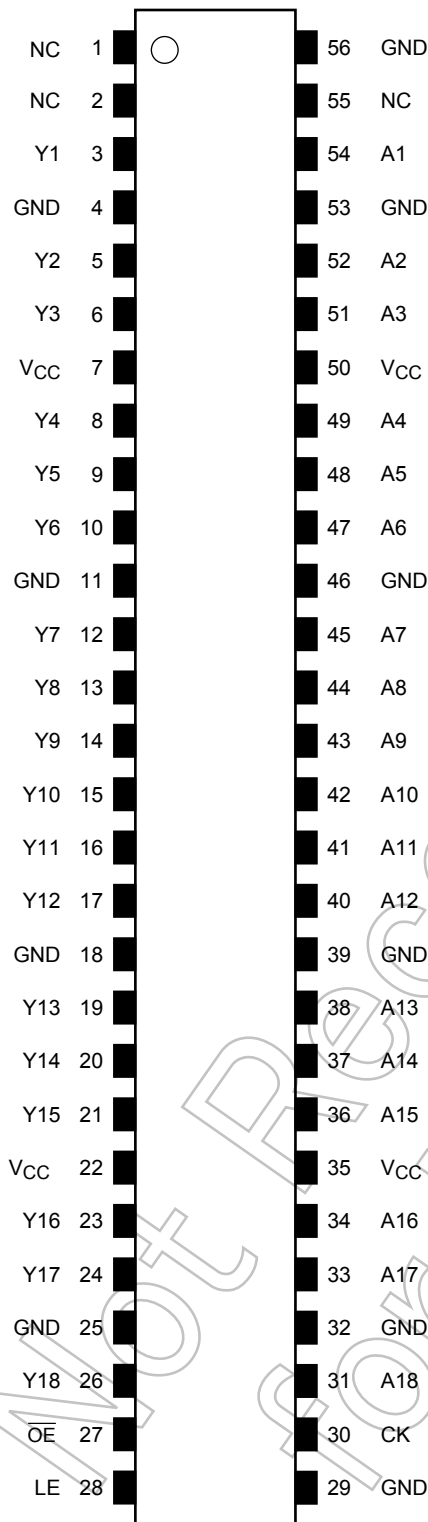 NC 1 56 GND
NC 2 55 NC
Y1 3 54 A1
GND 4 53 GND
Y2 5 52 A2
Y3 6 51 A3
VCC 7 50 VCC
Y4 8 49 A4
Y5 9 48 A5
Y6 10 47 A6
GND 11 46 GND
Y7 12 45 A7
Y8 13 44 A8
Y9 14 43 A9
Y10 15 42 A10
Y11 16 41 A11
Y12 17 40 A12
GND 18 39 GND
Y13 19 38 A13
Y14 20 37 A14
Y15 21 36 A15
VCC 22 35 VCC
Y16 23 34 A16
Y17 24 33 A17
GND 25 32 GND
Y18 26 31 A18
O̅E̅ 27 30 CK
LE 28 29 GND
Not
for